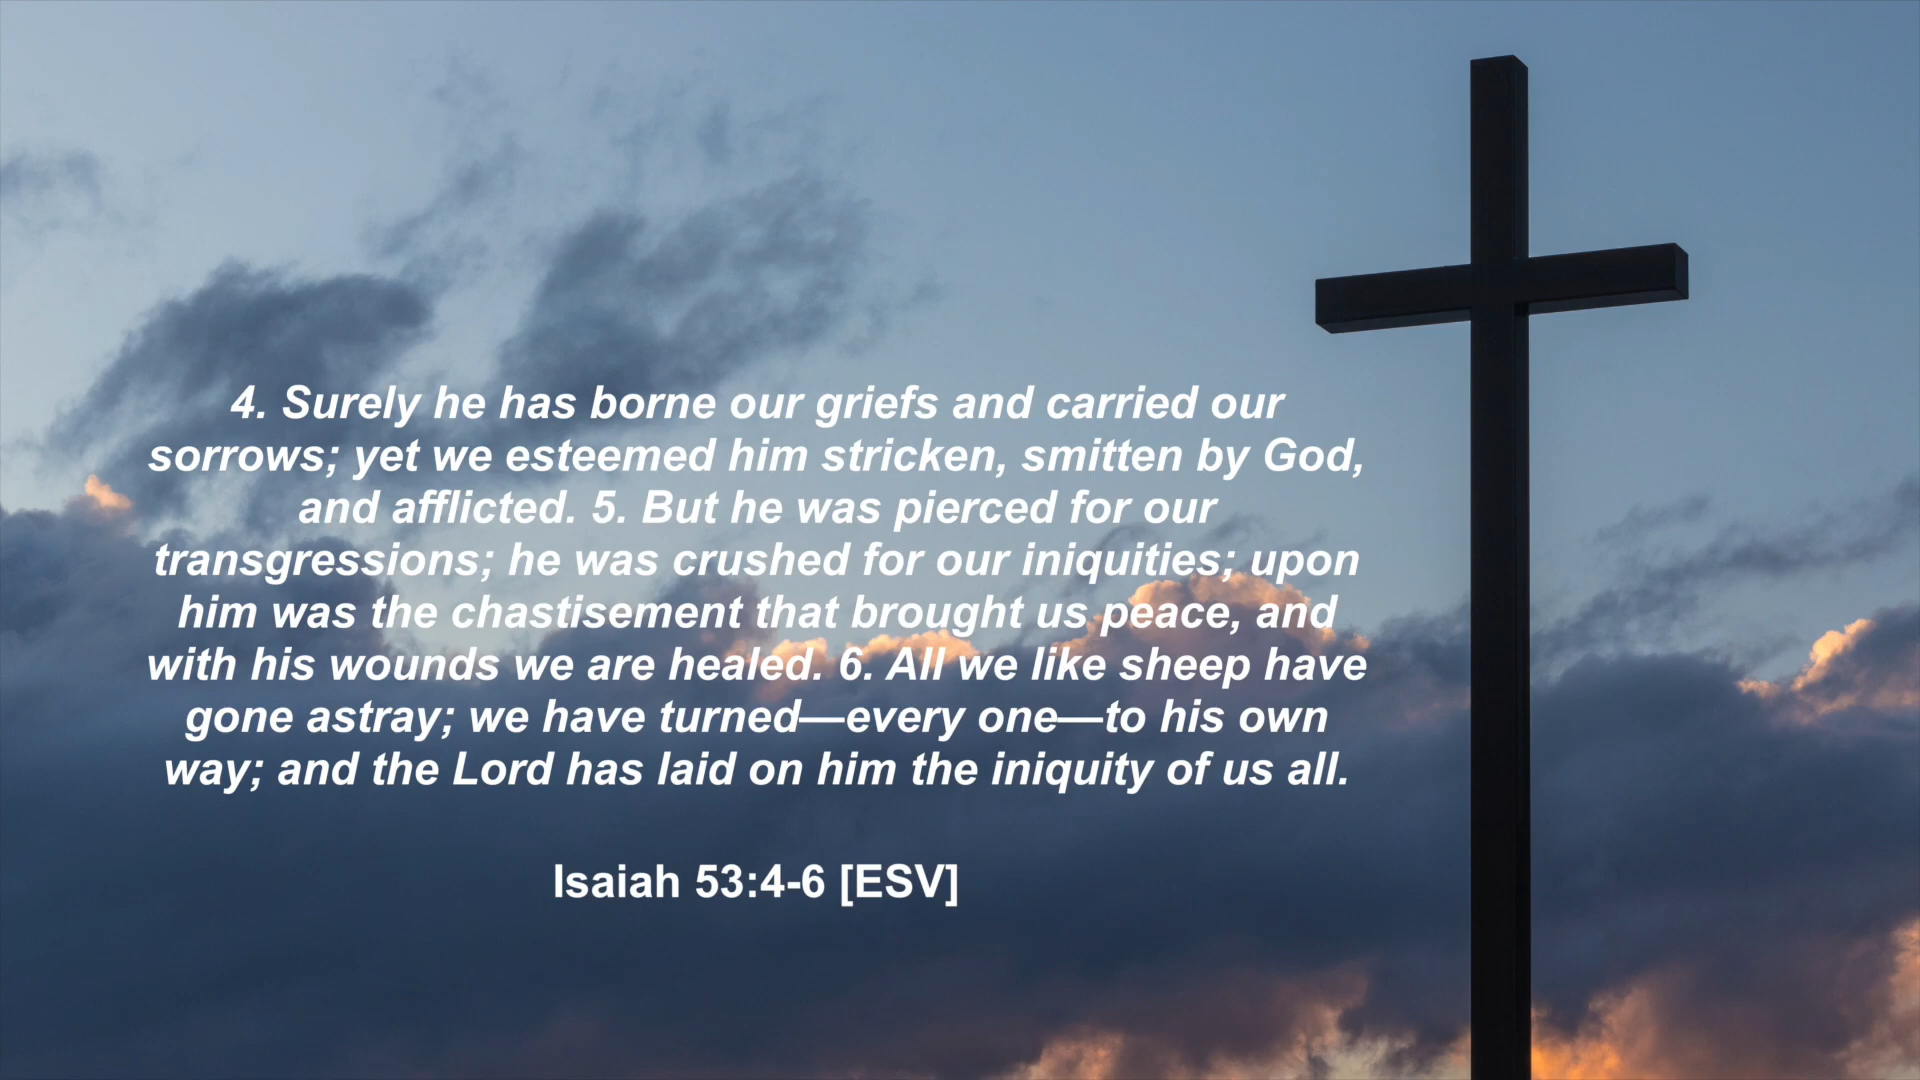 4. Surely he has borne our griefs and carried our
sorrows; yet we esteemed him stricken, smitten by God,
and afflicted. 5. But he was pierced for our
transgressions; he was crushed for our iniquities; upon
him was the chastisement that brought us peace, and
with his wounds we are healed. 6. All we like sheep have
gone astray; we have turned—every one—to his own
way; and the Lord has laid on him the iniquity of us all.
Isaiah 53:4-6 [ESV]